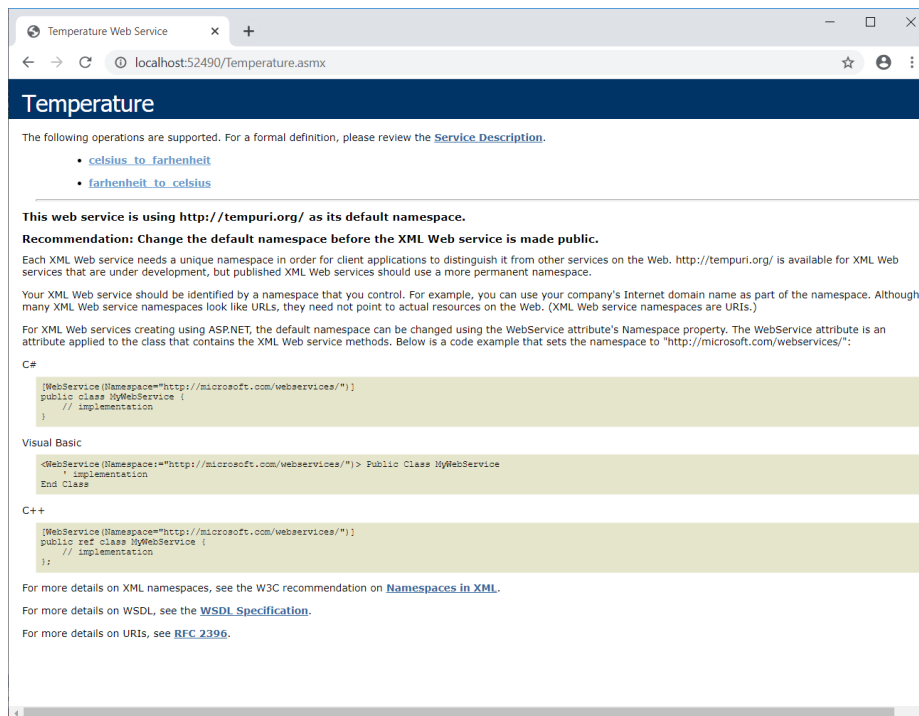 Temperature Web Service
localhost:52490/Temperature.asmx
Temperature
The following operations are supported. For a formal definition, please review the Service Description.
celsius_to_farhenheit
farhenheit_to_celsius
This web service is using http://tempuri.org/ as its default namespace.
Recommendation: Change the default namespace before the XML Web service is made public.
Each XML Web service needs a unique namespace in order for client applications to distinguish it from other services on the Web. http://tempuri.org/ is available for XML Web
services that are under development, but published XML Web services should use a more permanent namespace.
Your XML Web service should be identified by a namespace that you control. For example, you can use your company's Internet domain name as part of the namespace. Although
many XML Web service namespaces look like URLs, they need not point to actual resources on the Web. (XML Web service namespaces are URIs.)
For XML Web services creating using ASP.NET, the default namespace can be changed using the WebService attribute's Namespace property. The WebService attribute is an
attribute applied to the class that contains the XML Web service methods. Below is a code example that sets the namespace to "http://microsoft.com/webservices/":
C#
[WebService(Namespace="http://microsoft.com/webservices/")]
public class MyWebService {
// implementation
}
Visual Basic
<WebService(Namespace:="http://microsoft.com/webservices/")> Public Class MyWebService
' implementation
End Class
C++
[WebService(Namespace="http://microsoft.com/webservices/")]
public ref class MyWebService {
// implementation
};
For more details on XML namespaces, see the W3C recommendation on Namespaces in XML.
For more details on WSDL, see the WSDL Specification.
For more details on URIs, see RFC 2396.